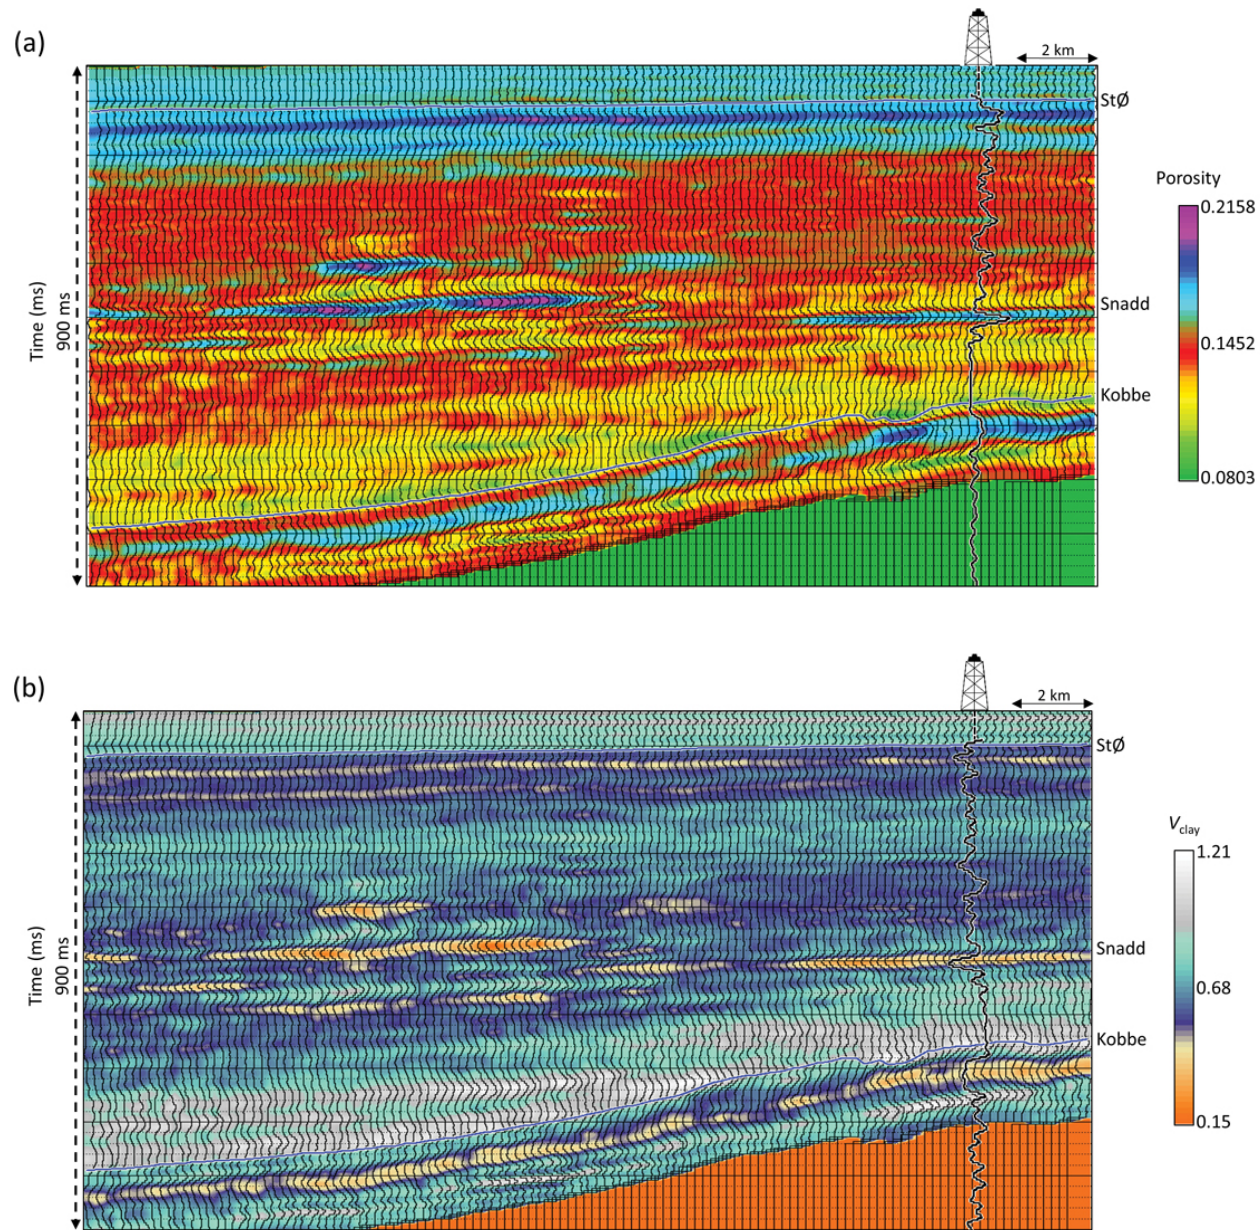 (a)
2 km
StØ
Porosity
0.2158
Snadd
0.1452
Kobbe
0.0803
Time (ms)
900 ms
(b)
2 km
StØ
Vclay
1.21
Snadd
0.68
Kobbe
0.15
Time (ms)
900 ms